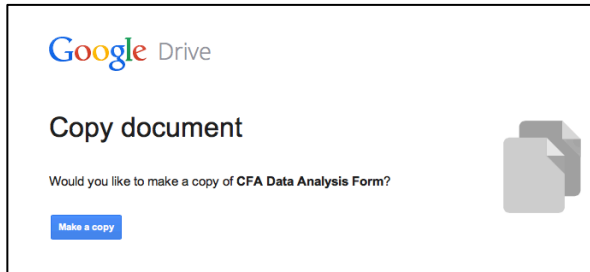 Google Drive
Copy document
Would you like to make a copy of CFA Data Analysis Form?
Make a copy